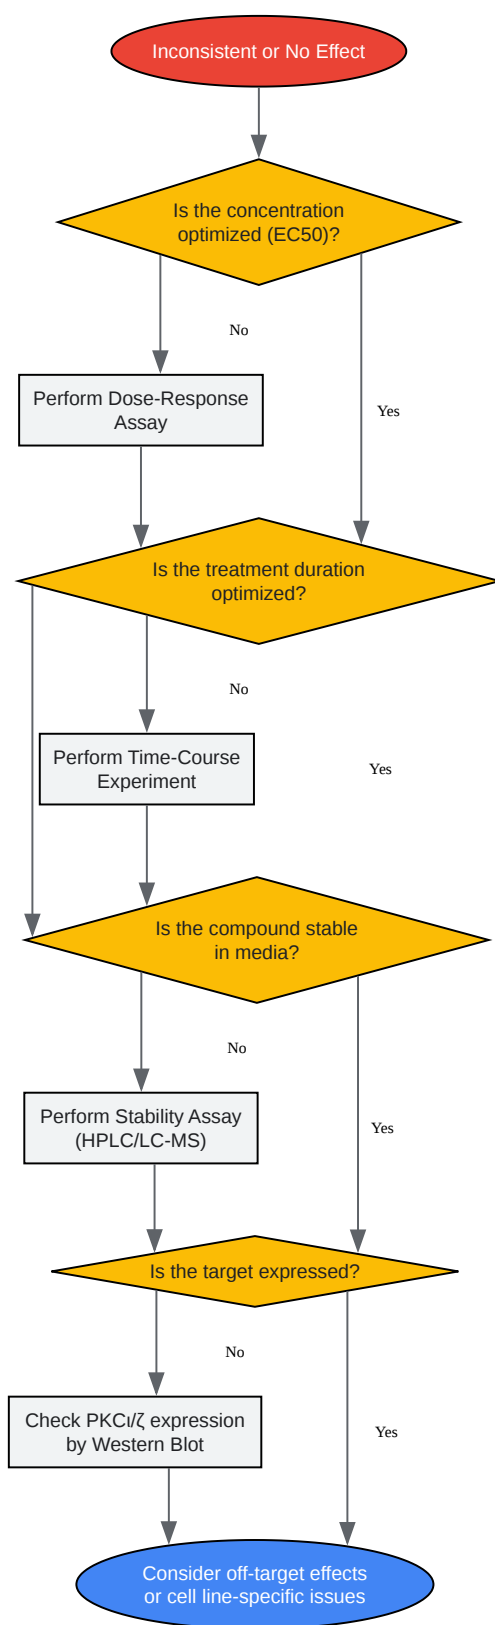 Inconsistent or No Effect
Is the concentration
optimized (EC50)?
No
Perform Dose-Response
Assay
Yes
Is the treatment duration
optimized?
No
Perform Time-Course
Experiment
Yes
Is the compound stable
in media?
No
Perform Stability Assay
(HPLC/LC-MS)
Yes
Is the target expressed?
No
Check PKCι/ζ expression
by Western Blot
Yes
Consider off-target effects
or cell line-specific issues